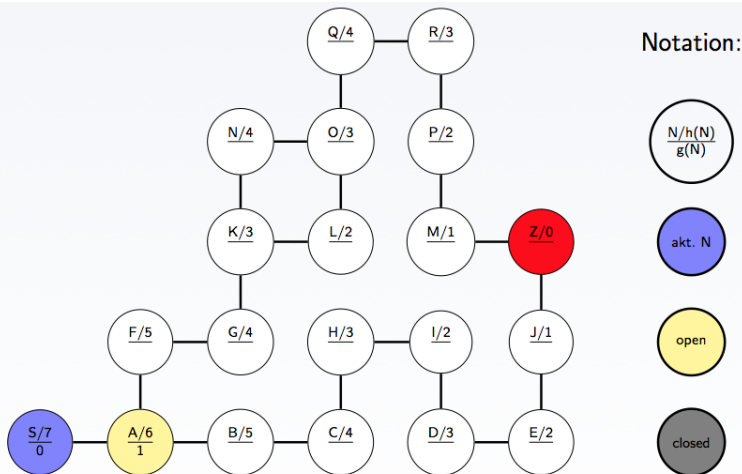 Q/4 R/3
Notation:
N/4 O/3 P/2
N/h(N)
g(N)
K/3 L/2 M/1 Z/0
akt. N
F/5 G/4 H/3 I/2 J/1
open
S/7 A/6 B/5 C/4 D/3 E/2
0 1
closed